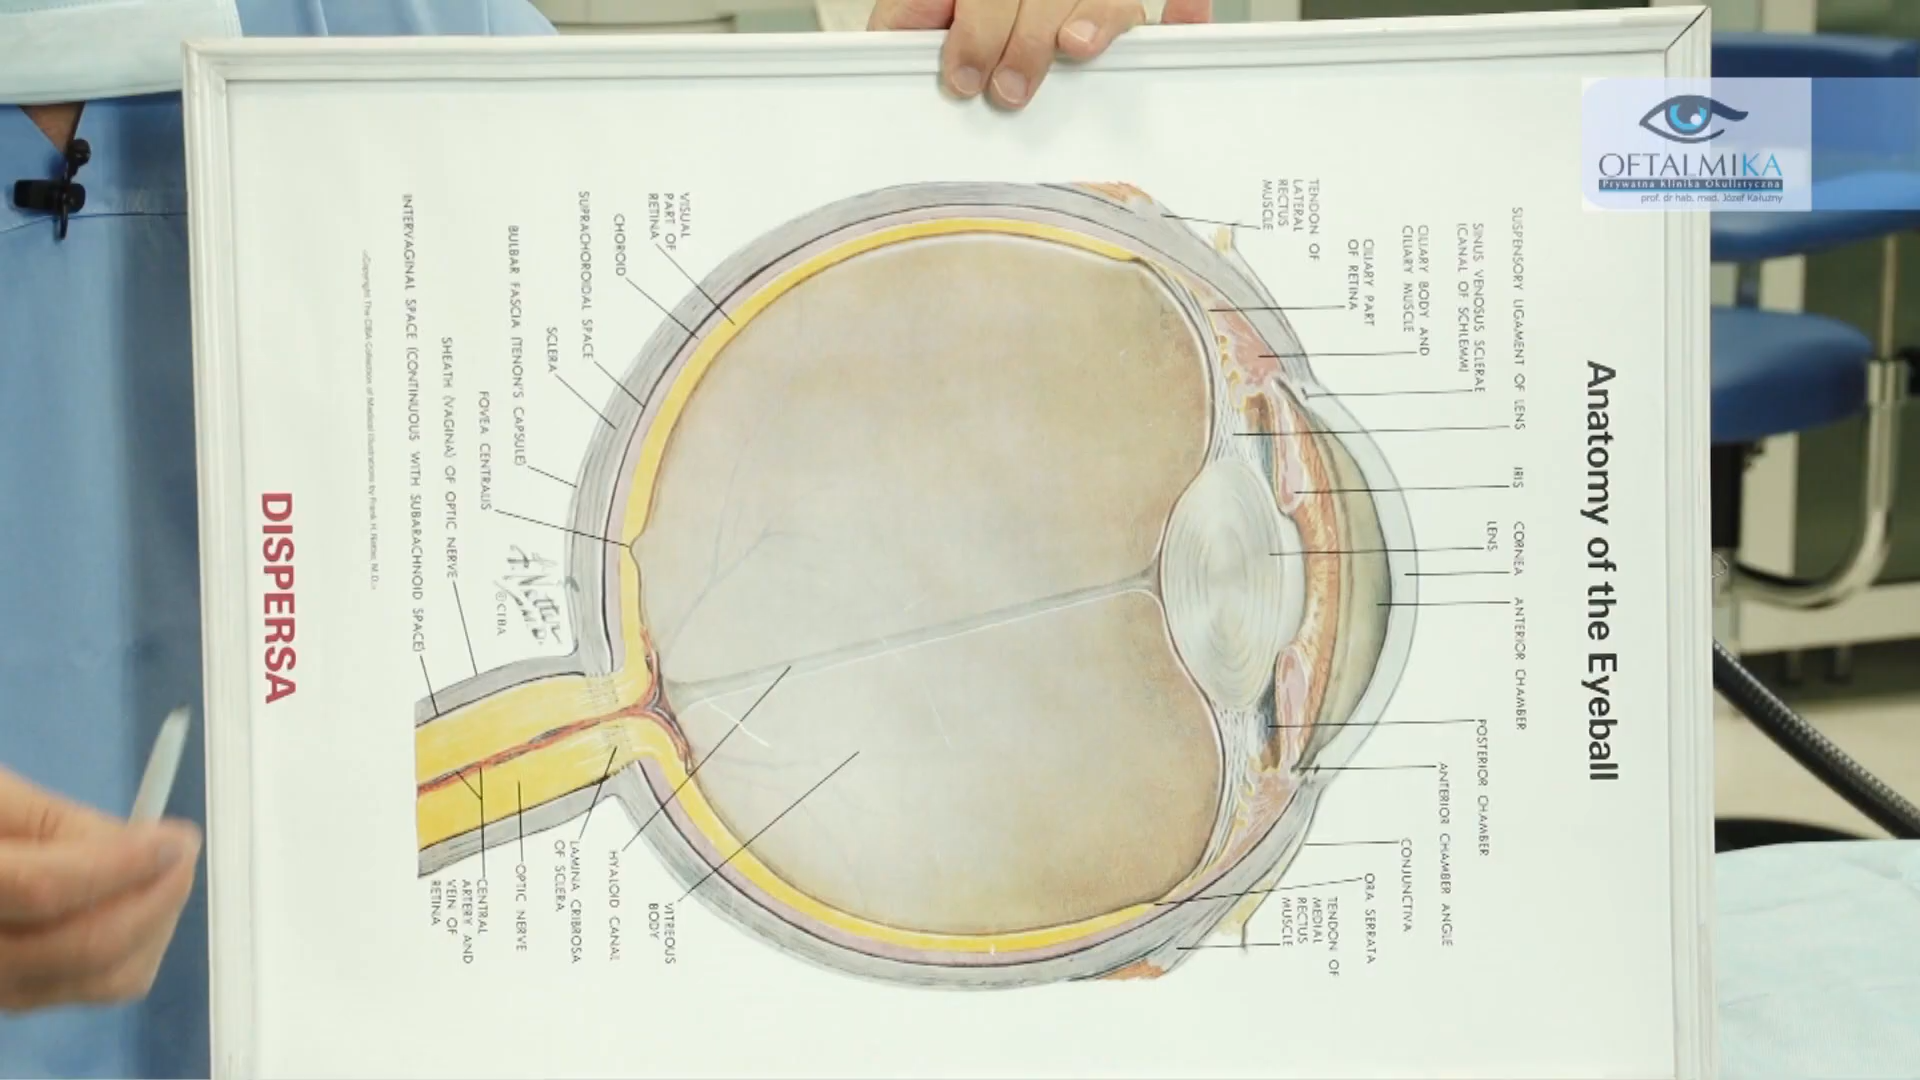 Anatomy of the Eyeball
SUSPENSORY LIGAMENT OF LENS
IRIS
CORNEA
ANTERIOR CHAMBER
SINUS VENOSUS SCLERAE
(CANAL OF SCHLEMM)
LENS
POSTERIOR CHAMBER
CILIARY BODY AND
CILIARY MUSCLE
ANTERIOR CHAMBER ANGLE
CILIARY PART
OF RETINA
CONJUNCTIVA
ORA SERRATA
TENDON OF
LATERAL
RECTUS
MUSCLE
TENDON OF
MEDIAL
RECTUS
MUSCLE
VISUAL
PART OF
RETINA
VITREOUS
BODY
CHOROID
HYALOID CANAL
SUPRACHOROIDAL SPACE
LAMINA CRIBROSA
OF SCLERA
SCLERA
BULBAR FASCIA (TENON'S CAPSULE)
OPTIC NERVE
FOVEA CENTRALIS
CENTRAL
ARTERY AND
VEIN OF
RETINA
SHEATH (VAGINA) OF OPTIC NERVE
INTERVAGINAL SPACE (CONTINUOUS WITH SUBARACHNOID SPACE)
F. Netter
M.D.
©CIBA
DISPERSA
OFTALMIKA
Prywatna Klinika Okulistyczna
prof. dr hab. med. Józef Kałużny